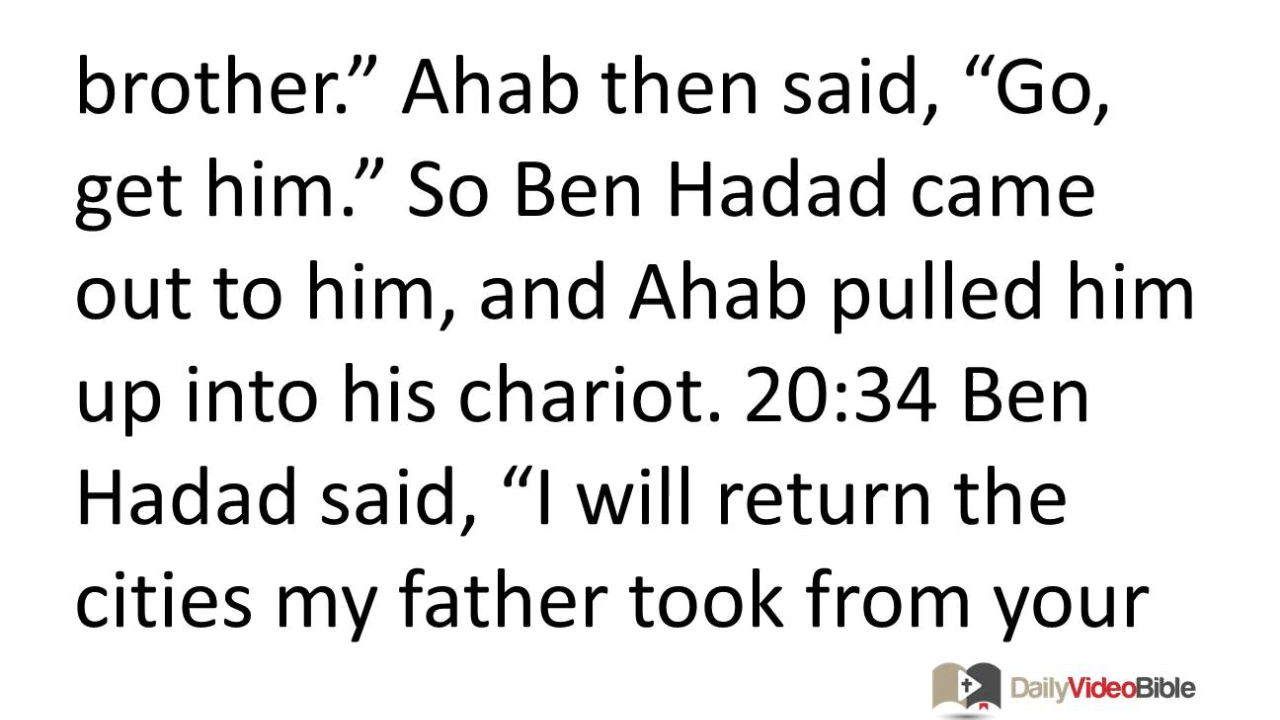 brother.” Ahab then said, “Go,
get him.” So Ben Hadad came
out to him, and Ahab pulled him
up into his chariot. 20:34 Ben
Hadad said, “I will return the
cities my father took from your
DailyVideoBible